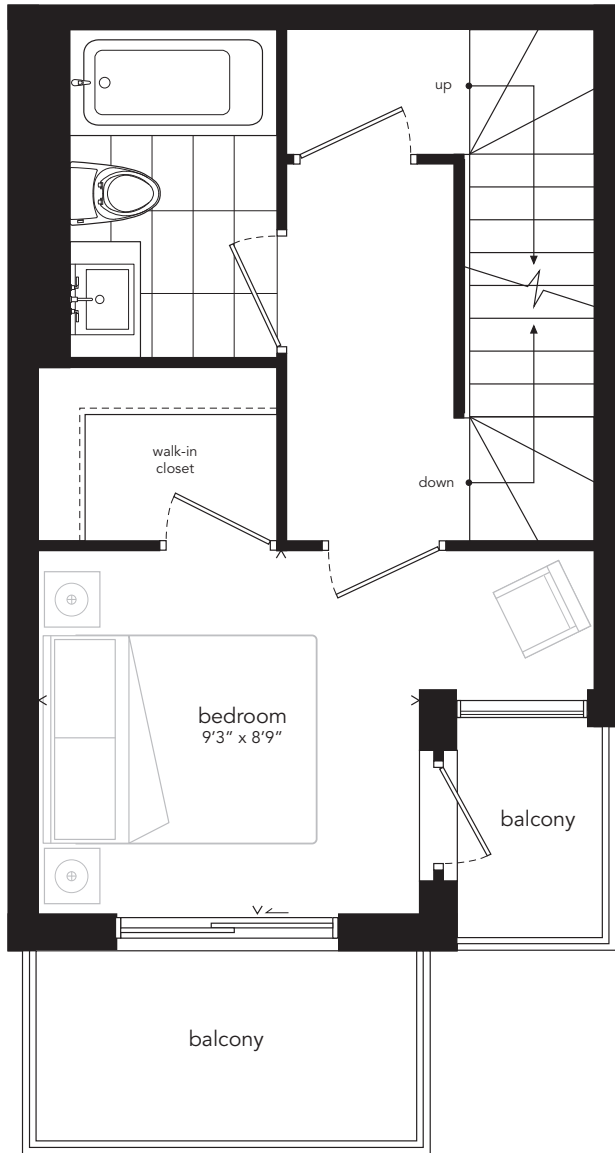 up
walk-in
closet
down
bedroom
9’3” x 8’9”
balcony
balcony